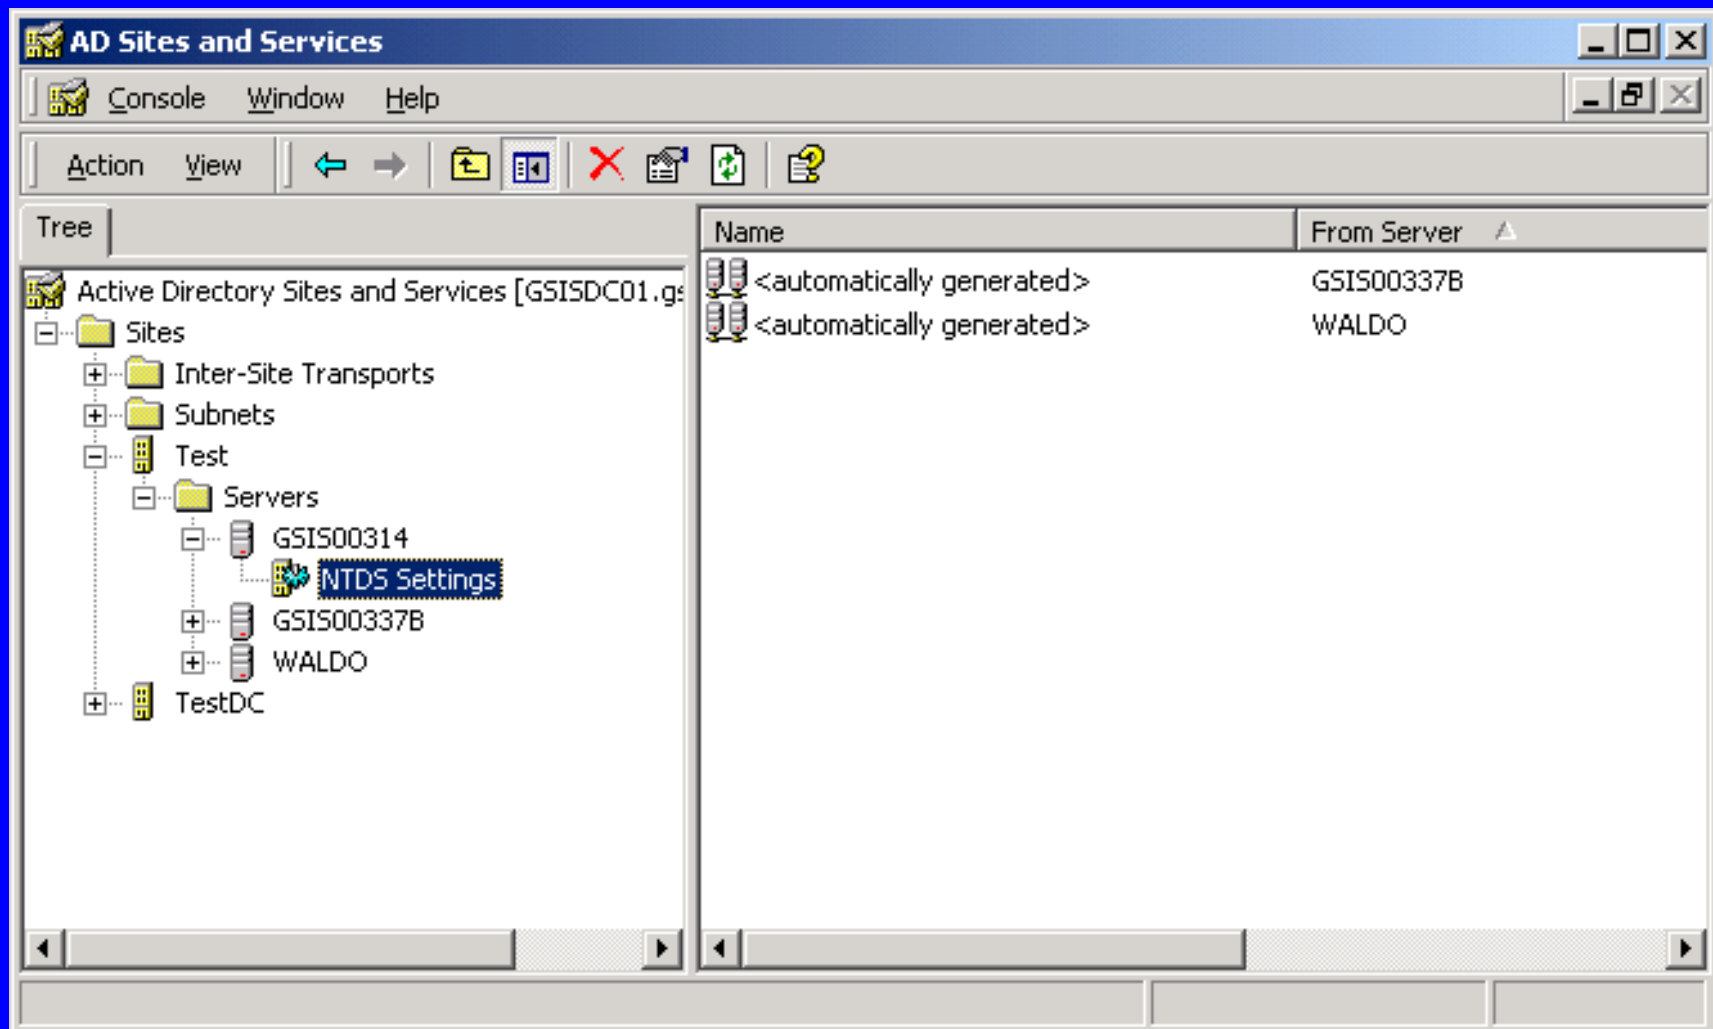 AD Sites and Services
Console Window Help
Action View
Tree
Active Directory Sites and Services [GSISDC01.gs
Sites
Inter-Site Transports
Subnets
Test
Servers
GSIS00314
NTDS Settings
GSIS00337B
WALDO
TestDC
Name From Server
<automatically generated> GSIS00337B
<automatically generated> WALDO